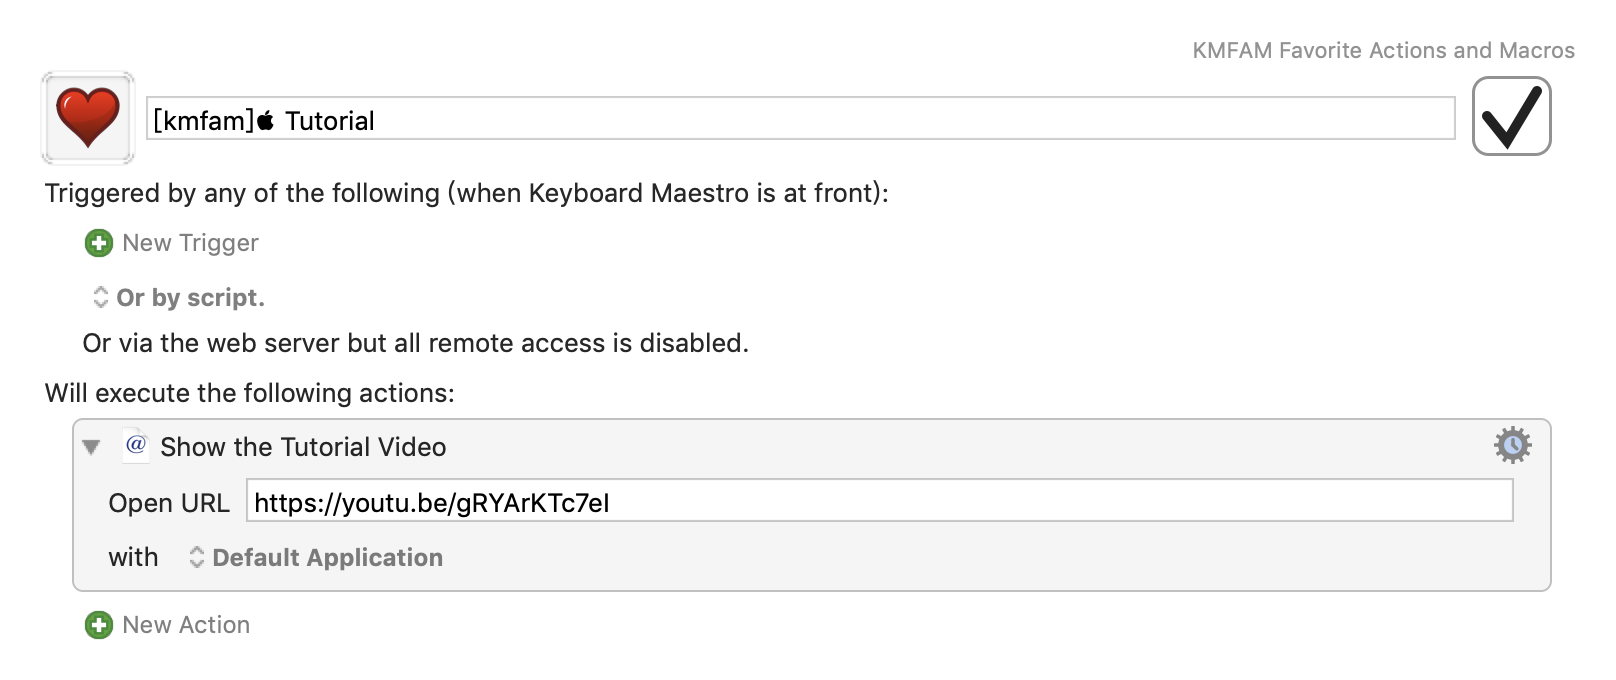 KMFAM Favorite Actions and Macros
[kmfam] Tutorial
Triggered by any of the following (when Keyboard Maestro is at front):
New Trigger
Or by script.
Or via the web server but all remote access is disabled.
Will execute the following actions:
@ Show the Tutorial Video
Open URL https://youtu.be/gRYArKTc7eI
with Default Application
New Action